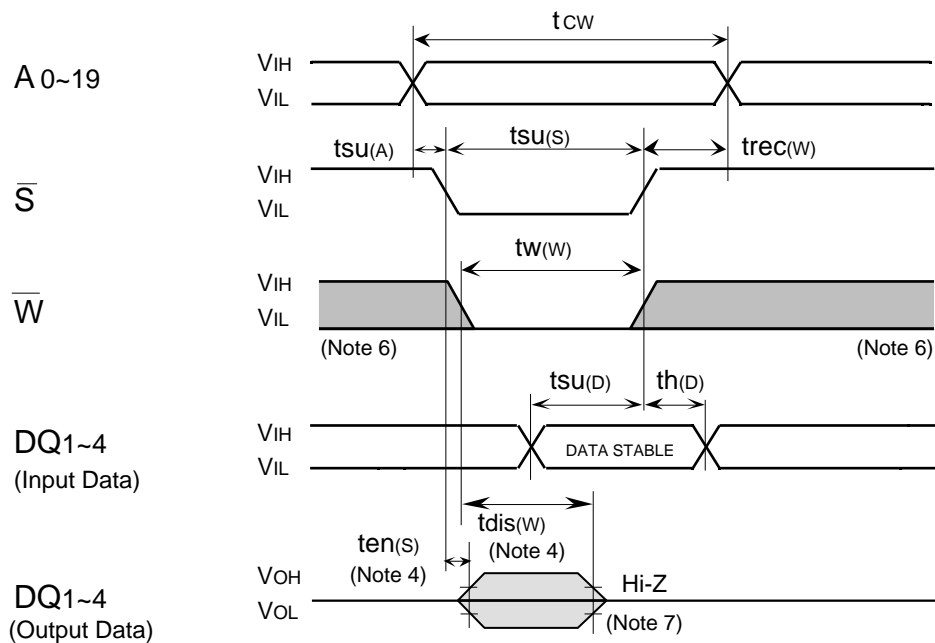 tCW
A 0~19
VIH
VIL
tsu(A)
tsu(S)
trec(W)
S
VIH
VIL
tw(W)
W
VIH
VIL
(Note 6)
(Note 6)
tsu(D)
th(D)
DQ1~4
(Input Data)
VIH
VIL
DATA STABLE
tdis(W)
(Note 4)
ten(S)
(Note 4)
DQ1~4
(Output Data)
VOH
VOL
Hi-Z
(Note 7)